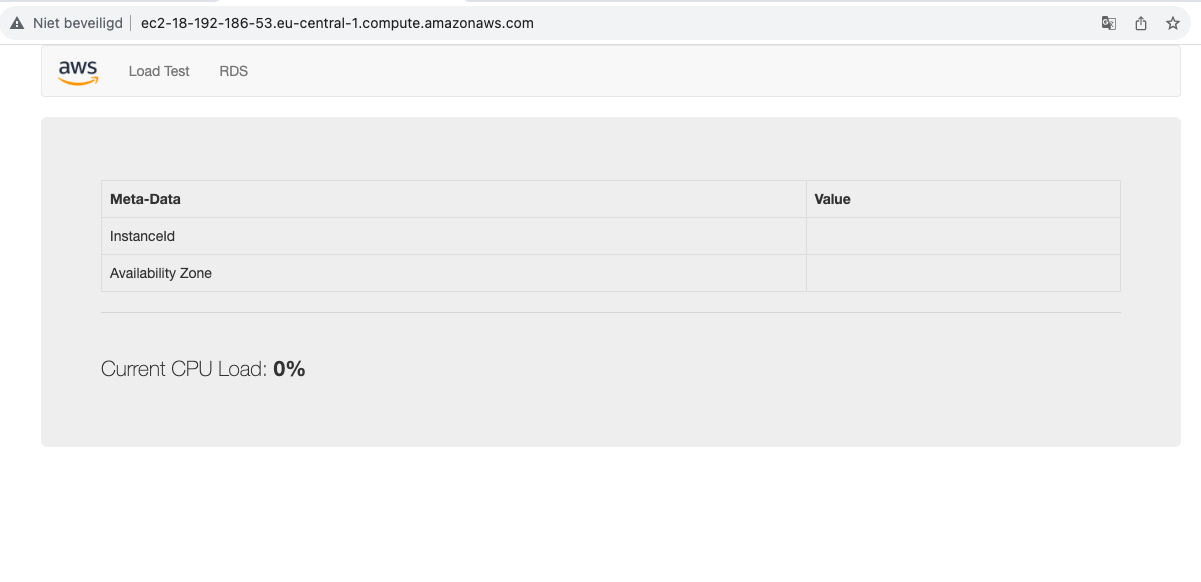 Niet beveiligd ec2-18-192-186-53.eu-central-1.compute.amazonaws.com
aws Load Test RDS
Meta-Data Value
InstanceId
Availability Zone
Current CPU Load: 0%